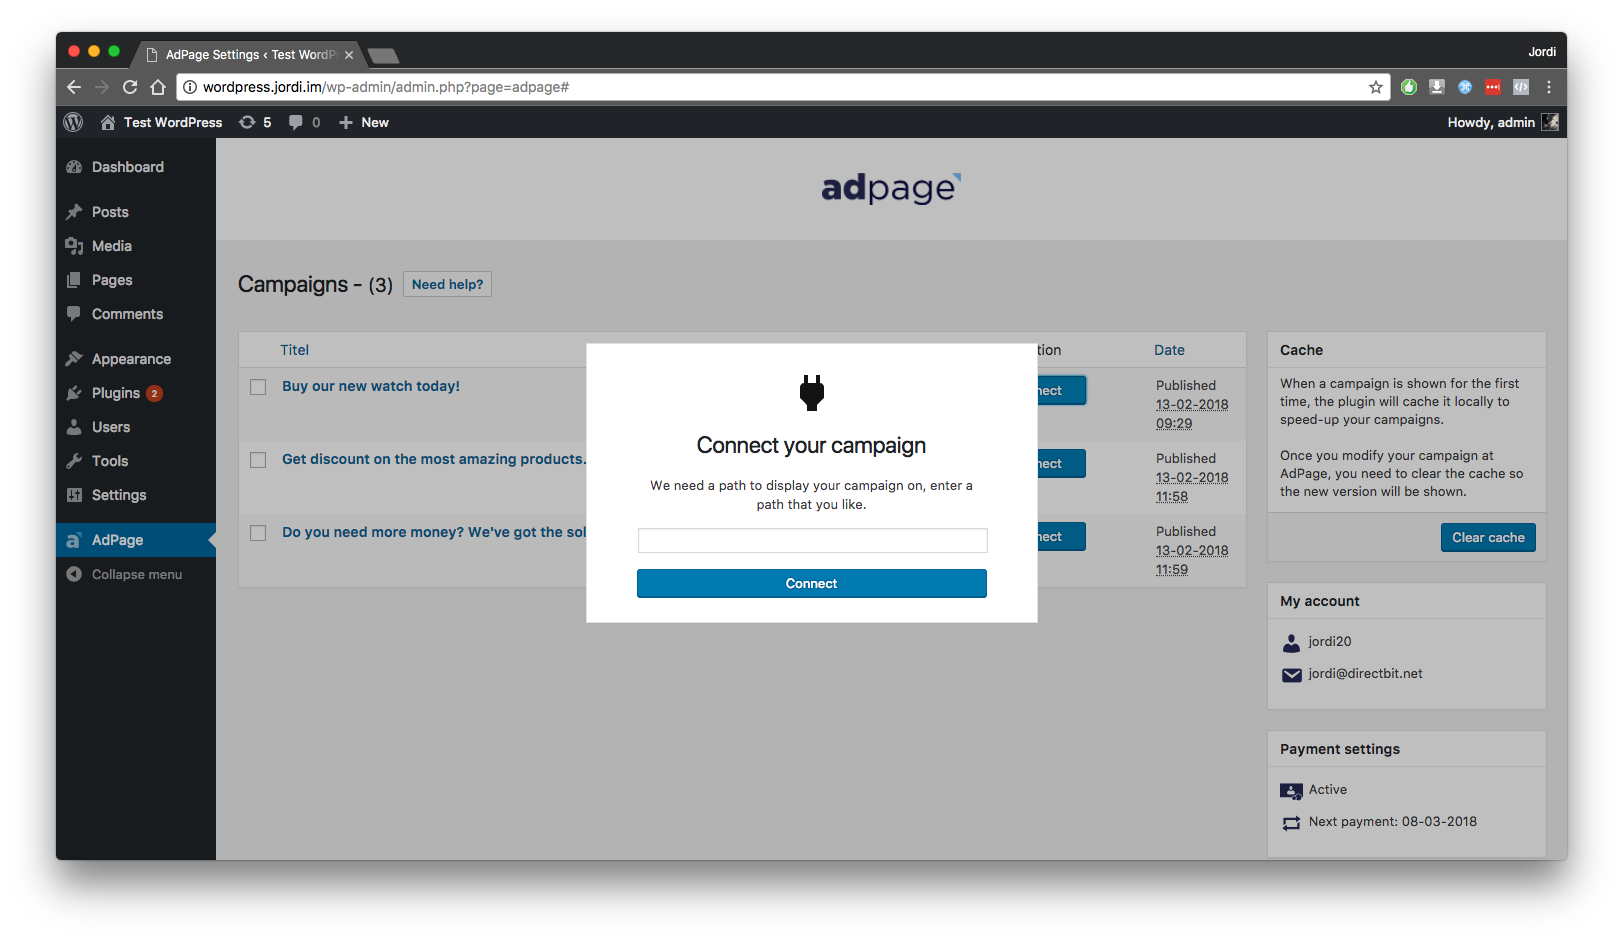 AdPage Settings ‹ Test WordPr
Jordi
wordpress.jordi.im/wp-admin/admin.php?page=adpage#
Test WordPress 5 0 New
Howdy, admin
Dashboard
Posts
Media
Pages
Comments
Appearance
Plugins 2
Users
Tools
Settings
AdPage
Collapse menu
adpage
Campaigns - (3) Need help?
Titel
tion
Date
Buy our new watch today!
nect
Published
13-02-2018
09:29
Get discount on the most amazing products.
nect
Published
13-02-2018
11:58
Do you need more money? We've got the sol
nect
Published
13-02-2018
11:59
Connect your campaign
We need a path to display your campaign on, enter a
path that you like.
Connect
Cache
When a campaign is shown for the first
time, the plugin will cache it locally to
speed-up your campaigns.
Once you modify your campaign at
AdPage, you need to clear the cache so
the new version will be shown.
Clear cache
My account
jordi20
jordi@directbit.net
Payment settings
Active
Next payment: 08-03-2018